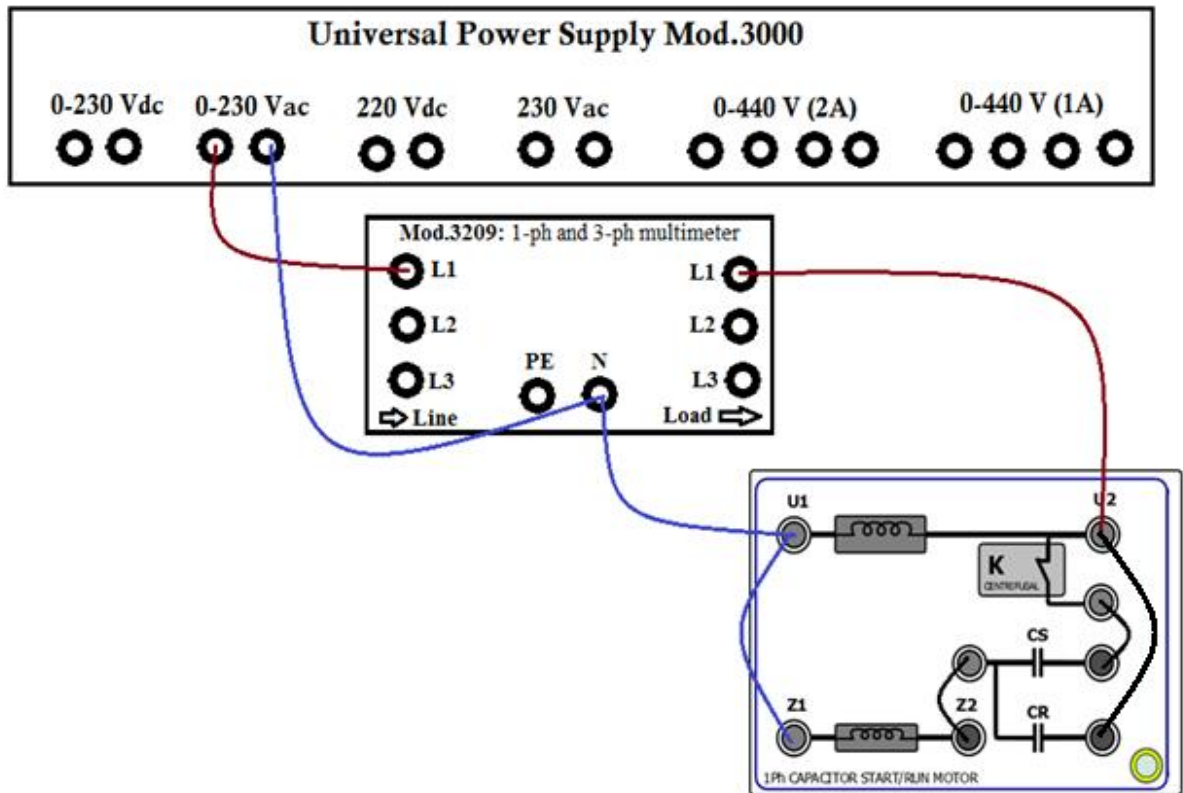 Universal Power Supply Mod.3000
0-230 Vdc 0-230 Vac 220 Vdc 230 Vac 0-440 V (2A) 0-440 V (1A)
Mod.3209: 1-ph and 3-ph multimeter
L1 L1
L2 L2
PE N
L3 L3
Line Load
U1 U2
K
CENTREFUGAL
CS
Z1 Z2 CR
1Ph CAPACITOR START/RUN MOTOR